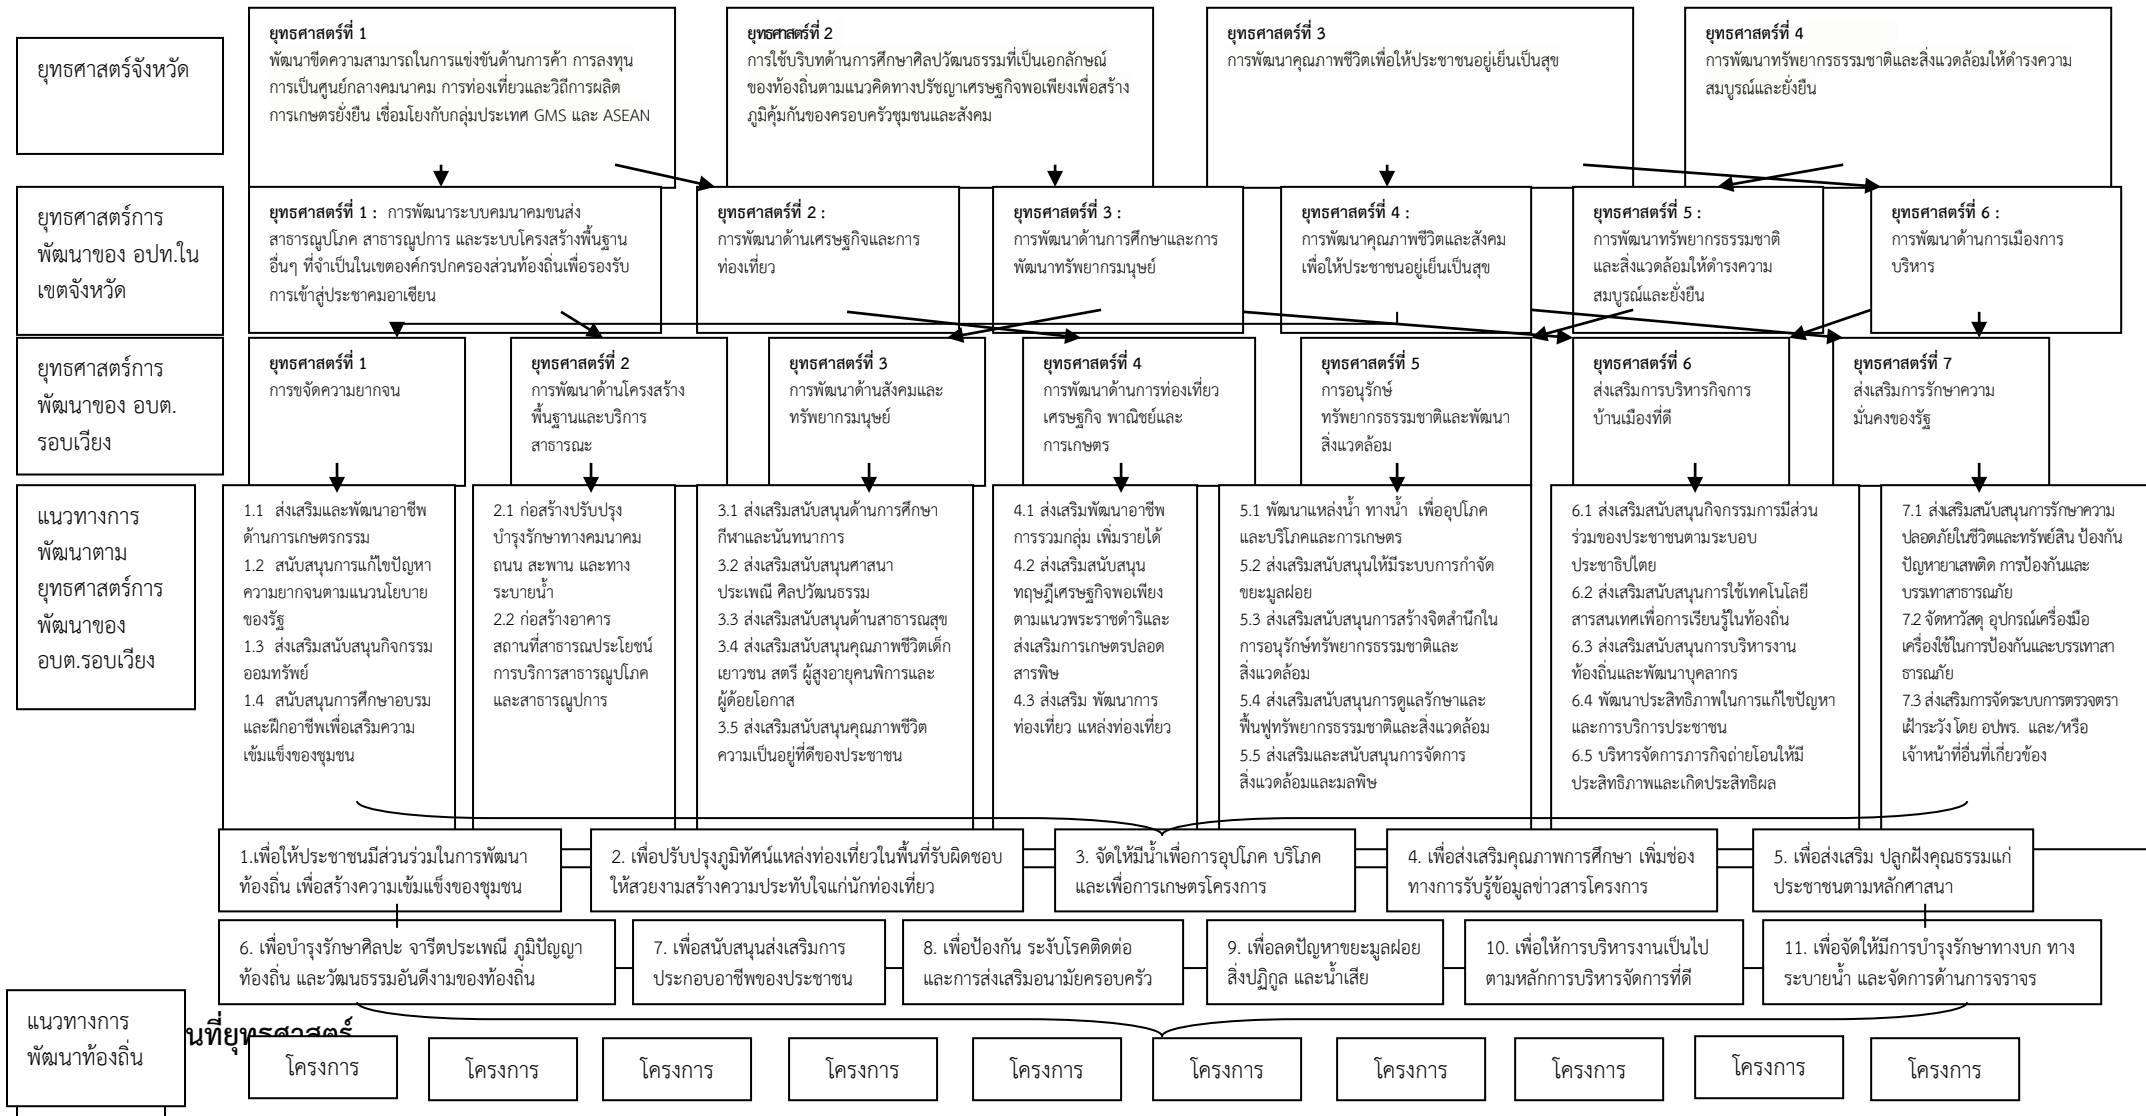 ยุทธศาสตร์จังหวัด
ยุทธศาสตร์ที่ 1
พัฒนาขีดความสามารถในการแข่งขันด้านการค้า การลงทุน
การเป็นศูนย์กลางคมนาคม การท่องเที่ยวและวิถีการผลิต
การเกษตรยั่งยืน เชื่อมโยงกับกลุ่มประเทศ GMS และ ASEAN
ยุทธศาสตร์ที่ 2
การใช้บริบทด้านการศึกษาศิลปวัฒนธรรมที่เป็นเอกลักษณ์
ของท้องถิ่นตามแนวคิดทางปรัชญาเศรษฐกิจพอเพียงเพื่อสร้าง
ภูมิคุ้มกันของครอบครัวชุมชนและสังคม
ยุทธศาสตร์ที่ 3
การพัฒนาคุณภาพชีวิตเพื่อให้ประชาชนอยู่เย็นเป็นสุข
ยุทธศาสตร์ที่ 4
การพัฒนาทรัพยากรธรรมชาติและสิ่งแวดล้อมให้ดำรงความ
สมบูรณ์และยั่งยืน
ยุทธศาสตร์การ
พัฒนาของ อปท.ใน
เขตจังหวัด
ยุทธศาสตร์ที่ 1 : การพัฒนาระบบคมนาคมขนส่ง
สาธารณูปโภค สาธารณูปการ และระบบโครงสร้างพื้นฐาน
อื่นๆ ที่จำเป็นในเขตองค์กรปกครองส่วนท้องถิ่นเพื่อรองรับ
การเข้าสู่ประชาคมอาเซียน
ยุทธศาสตร์ที่ 2 :
การพัฒนาด้านเศรษฐกิจและการ
ท่องเที่ยว
ยุทธศาสตร์ที่ 3 :
การพัฒนาด้านการศึกษาและการ
พัฒนาทรัพยากรมนุษย์
ยุทธศาสตร์ที่ 4 :
การพัฒนาคุณภาพชีวิตและสังคม
เพื่อให้ประชาชนอยู่เย็นเป็นสุข
ยุทธศาสตร์ที่ 5 :
การพัฒนาทรัพยากรธรรมชาติ
และสิ่งแวดล้อมให้ดำรงความ
สมบูรณ์และยั่งยืน
ยุทธศาสตร์ที่ 6 :
การพัฒนาด้านการเมืองการ
บริหาร
ยุทธศาสตร์การ
พัฒนาของ อบต.
รอบเวียง
ยุทธศาสตร์ที่ 1
การขจัดความยากจน
ยุทธศาสตร์ที่ 2
การพัฒนาด้านโครงสร้าง
พื้นฐานและบริการ
สาธารณะ
ยุทธศาสตร์ที่ 3
การพัฒนาด้านสังคมและ
ทรัพยากรมนุษย์
ยุทธศาสตร์ที่ 4
การพัฒนาด้านการท่องเที่ยว
เศรษฐกิจ พาณิชย์และ
การเกษตร
ยุทธศาสตร์ที่ 5
การอนุรักษ์
ทรัพยากรธรรมชาติและพัฒนา
สิ่งแวดล้อม
ยุทธศาสตร์ที่ 6
ส่งเสริมการบริหารกิจการ
บ้านเมืองที่ดี
ยุทธศาสตร์ที่ 7
ส่งเสริมการรักษาความ
มั่นคงของรัฐ
แนวทางการ
พัฒนาตาม
ยุทธศาสตร์การ
พัฒนาของ
อบต.รอบเวียง
1.1 ส่งเสริมและพัฒนาอาชีพ
ด้านการเกษตรกรรม
1.2 สนับสนุนการแก้ไขปัญหา
ความยากจนตามแนวนโยบาย
ของรัฐ
1.3 ส่งเสริมสนับสนุนกิจกรรม
ออมทรัพย์
1.4 สนับสนุนการศึกษาอบรม
และฝึกอาชีพเพื่อเสริมความ
เข้มแข็งของชุมชน
2.1 ก่อสร้างปรับปรุง
บำรุงรักษาทางคมนาคม
ถนน สะพาน และทาง
ระบายน้ำ
2.2 ก่อสร้างอาคาร
สถานที่สาธารณประโยชน์
การบริการสาธารณูปโภค
และสาธารณูปการ
3.1 ส่งเสริมสนับสนุนด้านการศึกษา
กีฬาและนันทนาการ
3.2 ส่งเสริมสนับสนุนศาสนา
ประเพณี ศิลปวัฒนธรรม
3.3 ส่งเสริมสนับสนุนด้านสาธารณสุข
3.4 ส่งเสริมสนับสนุนคุณภาพชีวิตเด็ก
เยาวชน สตรี ผู้สูงอายุคนพิการและ
ผู้ด้อยโอกาส
3.5 ส่งเสริมสนับสนุนคุณภาพชีวิต
ความเป็นอยู่ที่ดีของประชาชน
4.1 ส่งเสริมพัฒนาอาชีพ
การรวมกลุ่ม เพิ่มรายได้
4.2 ส่งเสริมสนับสนุน
ทฤษฎีเศรษฐกิจพอเพียง
ตามแนวพระราชดำริและ
ส่งเสริมการเกษตรปลอด
สารพิษ
4.3 ส่งเสริม พัฒนาการ
ท่องเที่ยว แหล่งท่องเที่ยว
5.1 พัฒนาแหล่งน้ำ ทางน้ำ เพื่ออุปโภค
และบริโภคและการเกษตร
5.2 ส่งเสริมสนับสนุนให้มีระบบการกำจัด
ขยะมูลฝอย
5.3 ส่งเสริมสนับสนุนการสร้างจิตสำนึกใน
การอนุรักษ์ทรัพยากรธรรมชาติและ
สิ่งแวดล้อม
5.4 ส่งเสริมสนับสนุนการดูแลรักษาและ
ฟื้นฟูทรัพยากรธรรมชาติและสิ่งแวดล้อม
5.5 ส่งเสริมและสนับสนุนการจัดการ
สิ่งแวดล้อมและมลพิษ
6.1 ส่งเสริมสนับสนุนกิจกรรมการมีส่วน
ร่วมของประชาชนตามระบอบ
ประชาธิปไตย
6.2 ส่งเสริมสนับสนุนการใช้เทคโนโลยี
สารสนเทศเพื่อการเรียนรู้ในท้องถิ่น
6.3 ส่งเสริมสนับสนุนการบริหารงาน
ท้องถิ่นและพัฒนาบุคลากร
6.4 พัฒนาประสิทธิภาพในการแก้ไขปัญหา
และการบริการประชาชน
6.5 บริหารจัดการภารกิจถ่ายโอนให้มี
ประสิทธิภาพและเกิดประสิทธิผล
7.1 ส่งเสริมสนับสนุนการรักษาความ
ปลอดภัยในชีวิตและทรัพย์สิน ป้องกัน
ปัญหายาเสพติด การป้องกันและ
บรรเทาสาธารณภัย
7.2 จัดหาวัสดุ อุปกรณ์เครื่องมือ
เครื่องใช้ในการป้องกันและบรรเทาสา
ธารณภัย
7.3 ส่งเสริมการจัดระบบการตรวจตรา
เฝ้าระวัง โดย อปพร. และ/หรือ
เจ้าหน้าที่อื่นที่เกี่ยวข้อง
1.เพื่อให้ประชาชนมีส่วนร่วมในการพัฒนา
ท้องถิ่น เพื่อสร้างความเข้มแข็งของชุมชน
2. เพื่อปรับปรุงภูมิทัศน์แหล่งท่องเที่ยวในพื้นที่รับผิดชอบ
ให้สวยงามสร้างความประทับใจแก่นักท่องเที่ยว
3. จัดให้มีน้ำเพื่อการอุปโภค บริโภค
และเพื่อการเกษตรโครงการ
4. เพื่อส่งเสริมคุณภาพการศึกษา เพิ่มช่อง
ทางการรับรู้ข้อมูลข่าวสารโครงการ
5. เพื่อส่งเสริม ปลูกฝังคุณธรรมแก่
ประชาชนตามหลักศาสนา
6. เพื่อบำรุงรักษาศิลปะ จารีตประเพณี ภูมิปัญญา
ท้องถิ่น และวัฒนธรรมอันดีงามของท้องถิ่น
7. เพื่อสนับสนุนส่งเสริมการ
ประกอบอาชีพของประชาชน
8. เพื่อป้องกัน ระงับโรคติดต่อ
และการส่งเสริมอนามัยครอบครัว
9. เพื่อลดปัญหาขยะมูลฝอย
สิ่งปฏิกูล และน้ำเสีย
10. เพื่อให้การบริหารงานเป็นไป
ตามหลักการบริหารจัดการที่ดี
11. เพื่อจัดให้มีการบำรุงรักษาทางบก ทาง
ระบายน้ำ และจัดการด้านการจราจร
แนวทางการ
พัฒนาท้องถิ่น
นที่ยุทธศาสตร์
โครงการ
โครงการ
โครงการ
โครงการ
โครงการ
โครงการ
โครงการ
โครงการ
โครงการ
โครงการ